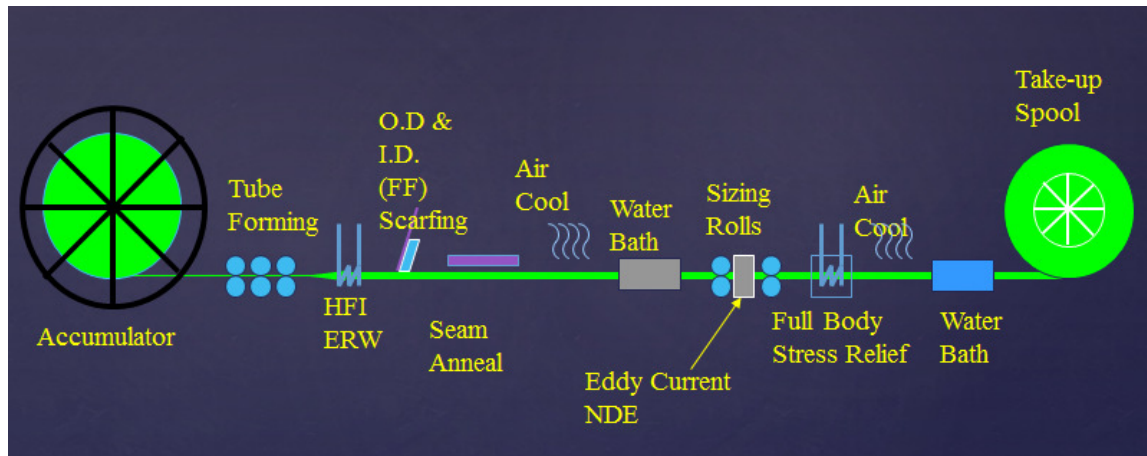 Accumulator
Tube
Forming
HFI
ERW
O.D &
I.D.
(FF)
Scarfing
Seam
Anneal
Air
Cool
Water
Bath
Sizing
Rolls
Eddy Current
NDE
Full Body
Stress Relief
Air
Cool
Water
Bath
Take-up
Spool